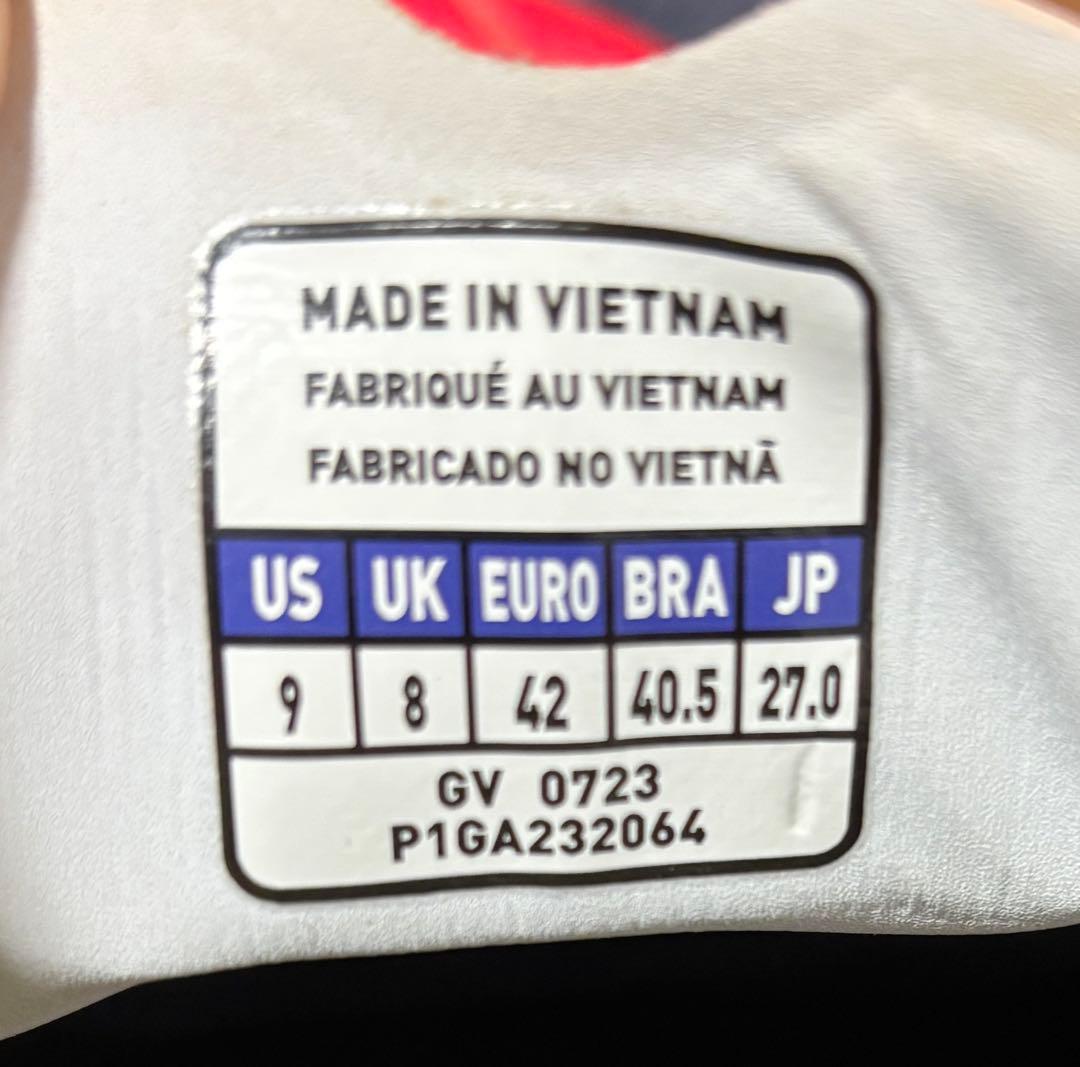 MADE IN VIETNAM
FABRIQUÉ AU VIETNAM
FABRICADO NO VIETNÃ
US UK EURO BRA JP
9 8 42 40.5 27.0
GV 0723
P1GA232064